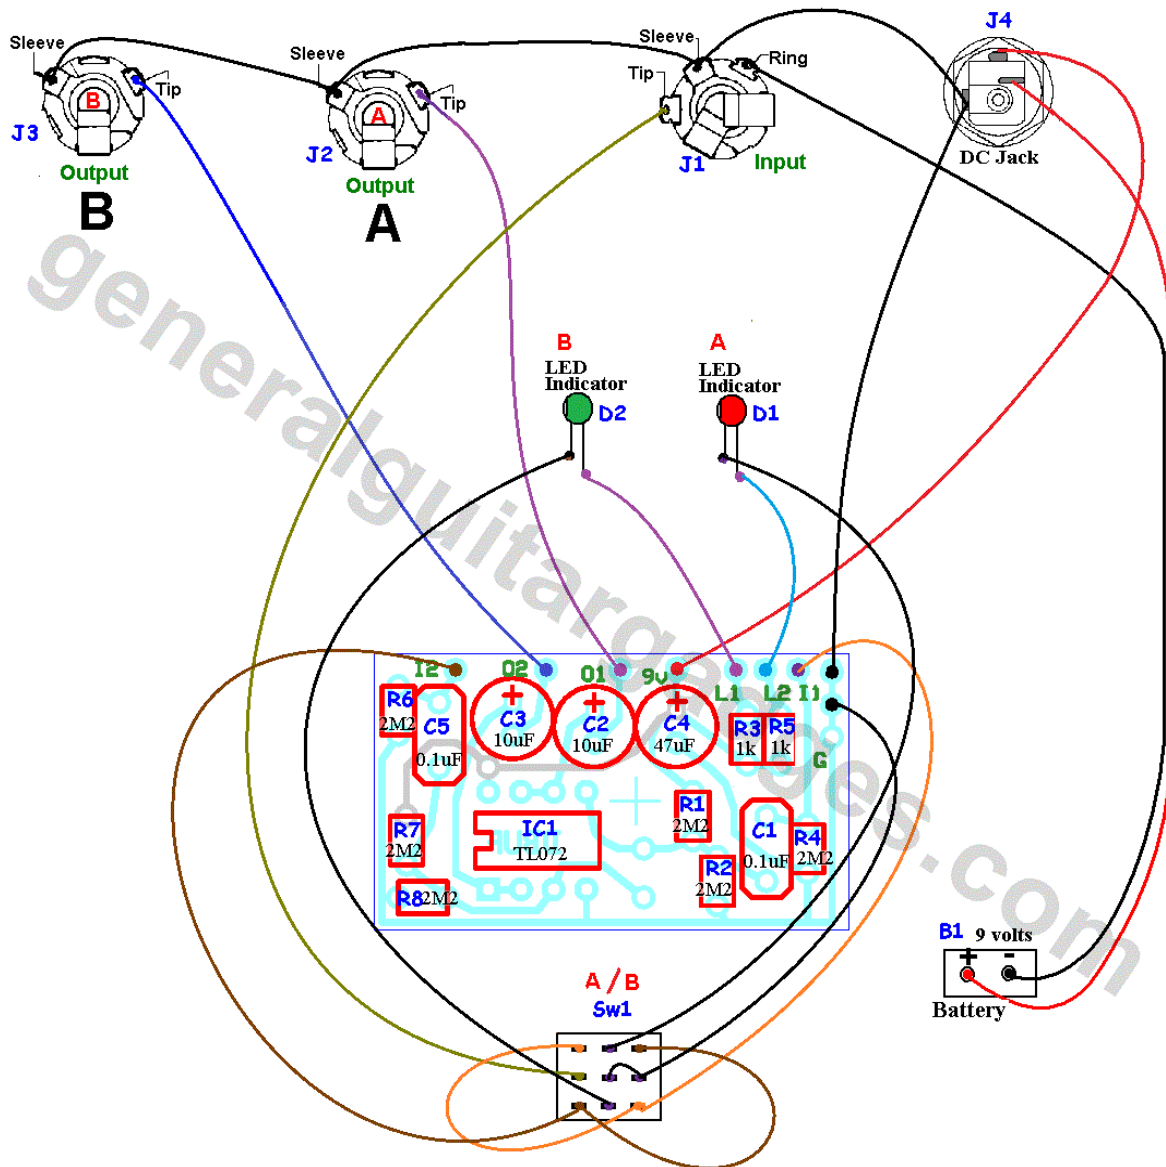 J4
Sleeve
Sleeve
Sleeve
Ring
Tip
Tip
Tip
B
A
J3
J2
J1
Input
DC Jack
Output
Output
B
A
generalguitargadgets.com
B
A
LED
Indicator
LED
Indicator
D2
D1
I2
O2
O1
9v
L1
L2
I1
R6
2M2
C5
0.1uF
+
C3
10uF
+
C2
10uF
+
C4
47uF
R3
1k
R5
1k
G
R1
2M2
R7
2M2
IC1
TL072
C1
0.1uF
R4
2M2
R2
2M2
R8
2M2
B1
9 volts
+
-
Battery
A / B
Sw1